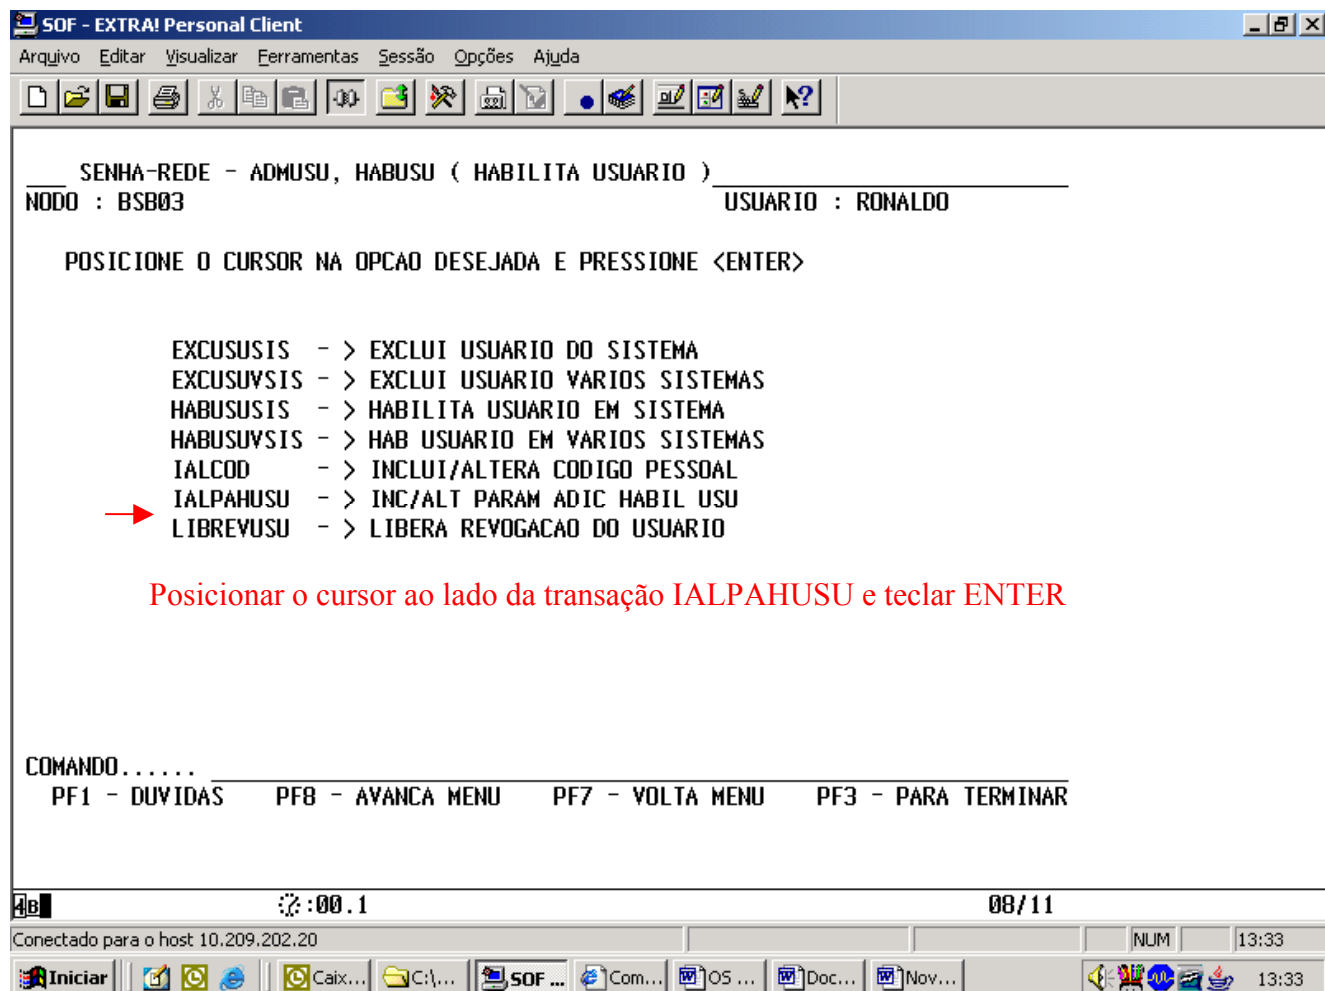 SOF - EXTRA! Personal Client
Arquivo Editar Visualizar Ferramentas Sessão Opções Ajuda
SENHA-REDE - ADMUSU, HABUSU ( HABILITA USUARIO )
NODO : BSB03 USUARIO : RONALDO
POSICIONE O CURSOR NA OPCAO DESEJADA E PRESSIONE <ENTER>
EXCUSUSIS - > EXCLUI USUARIO DO SISTEMA
EXCUSUVSIS - > EXCLUI USUARIO VARIOS SISTEMAS
HABUSUSIS - > HABILITA USUARIO EM SISTEMA
HABUSUVSIS - > HAB USUARIO EM VARIOS SISTEMAS
IALCOD - > INCLUI/ALTERA CODIGO PESSOAL
IALPAHUSU - > INC/ALT PARAM ADIC HABIL USU
LIBREVUSU - > LIBERA REVOGACAO DO USUARIO
Posicionar o cursor ao lado da transação IALPAHUSU e teclar ENTER
COMANDO......
PF1 - DUVIDAS PF8 - AVANCA MENU PF7 - VOLTA MENU PF3 - PARA TERMINAR
4B :00.1 08/11
Conectado para o host 10.209.202.20 NUM 13:33
Iniciar Caix... C:\... SOF ... Com... OS ... Doc... Nov... 13:33